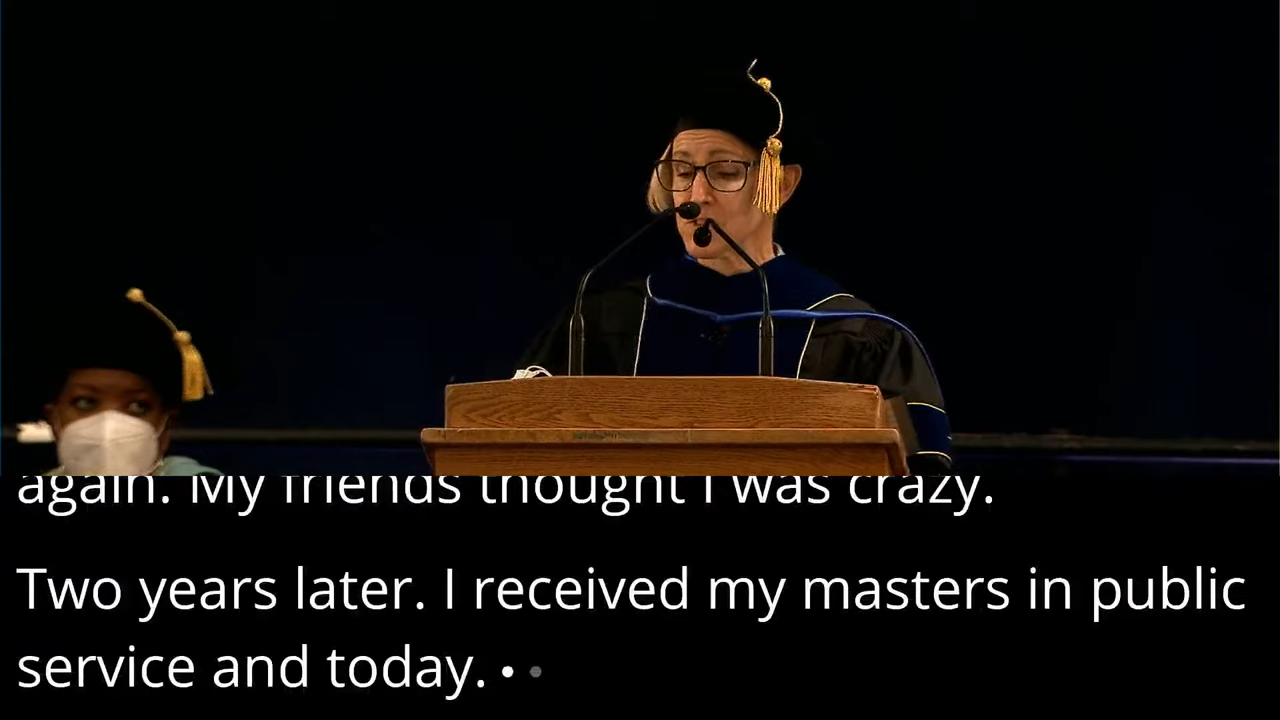 again. My friends thought I was crazy.
Two years later. I received my masters in public
service and today.